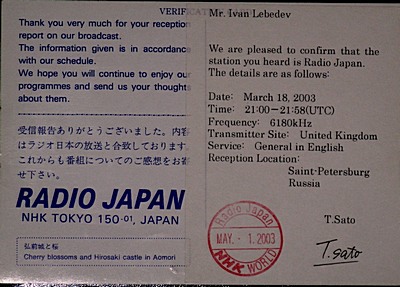 VERIFICAT
Thank you very much for your reception
report on our broadcast.
The information given is in accordance
with our schedule.
We hope you will continue to enjoy our
programmes and send us your thoughts
about them.
受信報告ありがとうございました。内容
はラジオ日本の放送と合致しております.
これからも番組についてのご感想をお寄
せ下さい。
RADIO JAPAN
NHK TOKYO 150-01, JAPAN
弘前城と桜
Cherry blossoms and Hirosaki castle in Aomori
Mr. Ivan Lebedev
We are pleased to confirm that the
station you heard is Radio Japan.
The details are as follows:
Date: March 18, 2003
Time: 21:00-21:58(UTC)
Frequency: 6180kHz
Transmitter Site: United Kingdom
Service: General in English
Reception Location:
Saint-Petersburg
Russia
T.Sato
Radio Japan
MAY. -1. 2003
NHK WORLD
T.sato